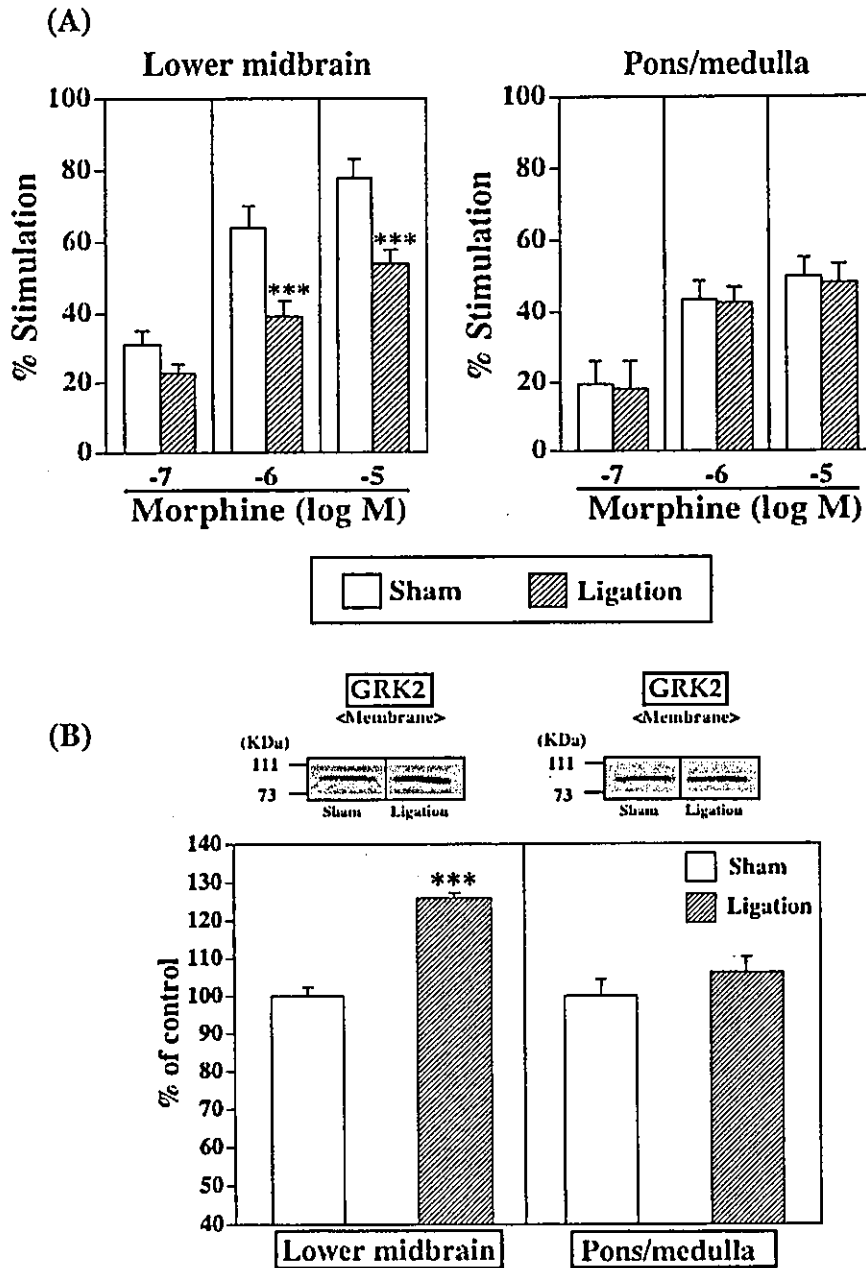 (A)
Lower midbrain
Pons/medulla
100
80
60
40
20
0
% Stimulation
***
***
-7
-6
-5
Morphine (log M)
100
80
60
40
20
0
% Stimulation
-7
-6
-5
Morphine (log M)
Sham
Ligation
(B)
GRK2
<Membrane>
(KDa)
111
73
Sham
Ligation
GRK2
<Membrane>
(KDa)
111
73
Sham
Ligation
140
130
120
110
100
90
80
70
60
50
40
% of control
***
Sham
Ligation
Lower midbrain
Pons/medulla